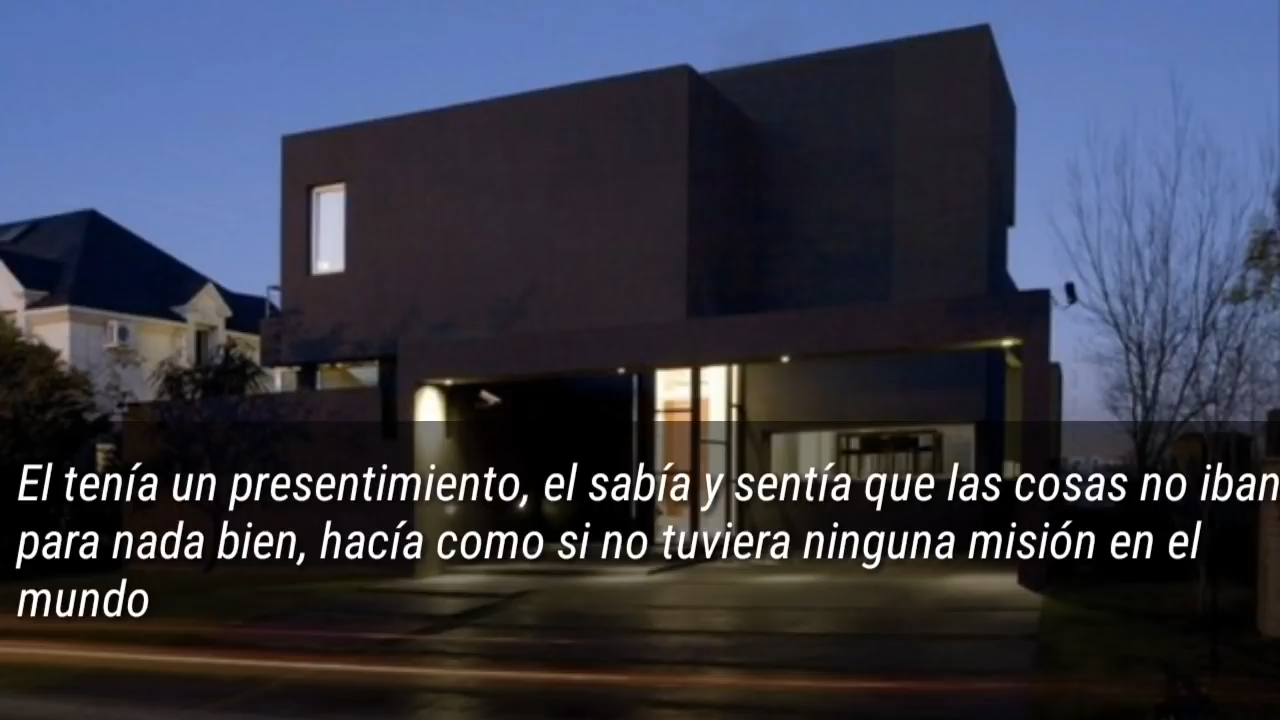 El tenía un presentimiento, el sabía y sentía que las cosas no iban
para nada bien, hacía como si no tuviera ninguna misión en el
mundo